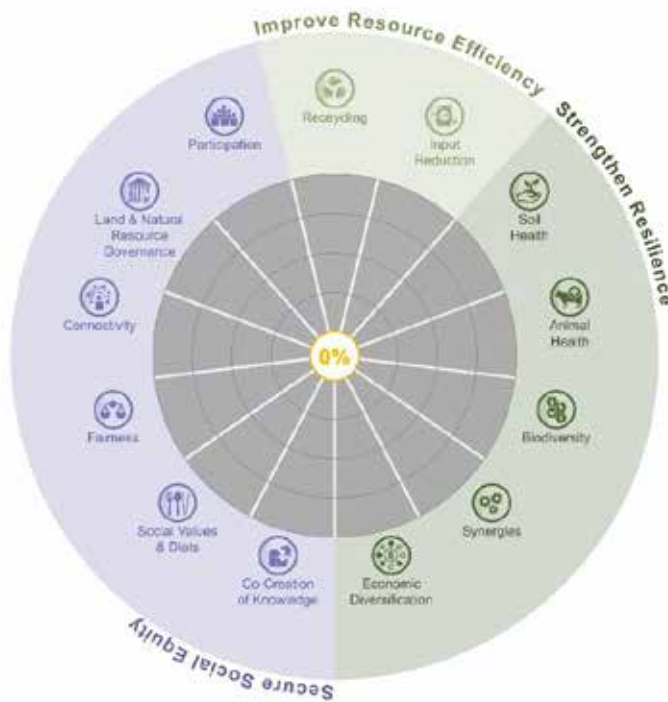 Improve Resource Efficiency
Strengthen Resilience
Secure Social Equity
Recycling
Input
Reduction
Soil
Health
Animal
Health
Biodiversity
Synergies
Economic
Diversification
Co-Creation
of Knowledge
Social Values
& Diets
Fairness
Connectivity
Land & Natural
Resource
Governance
Participation
0%